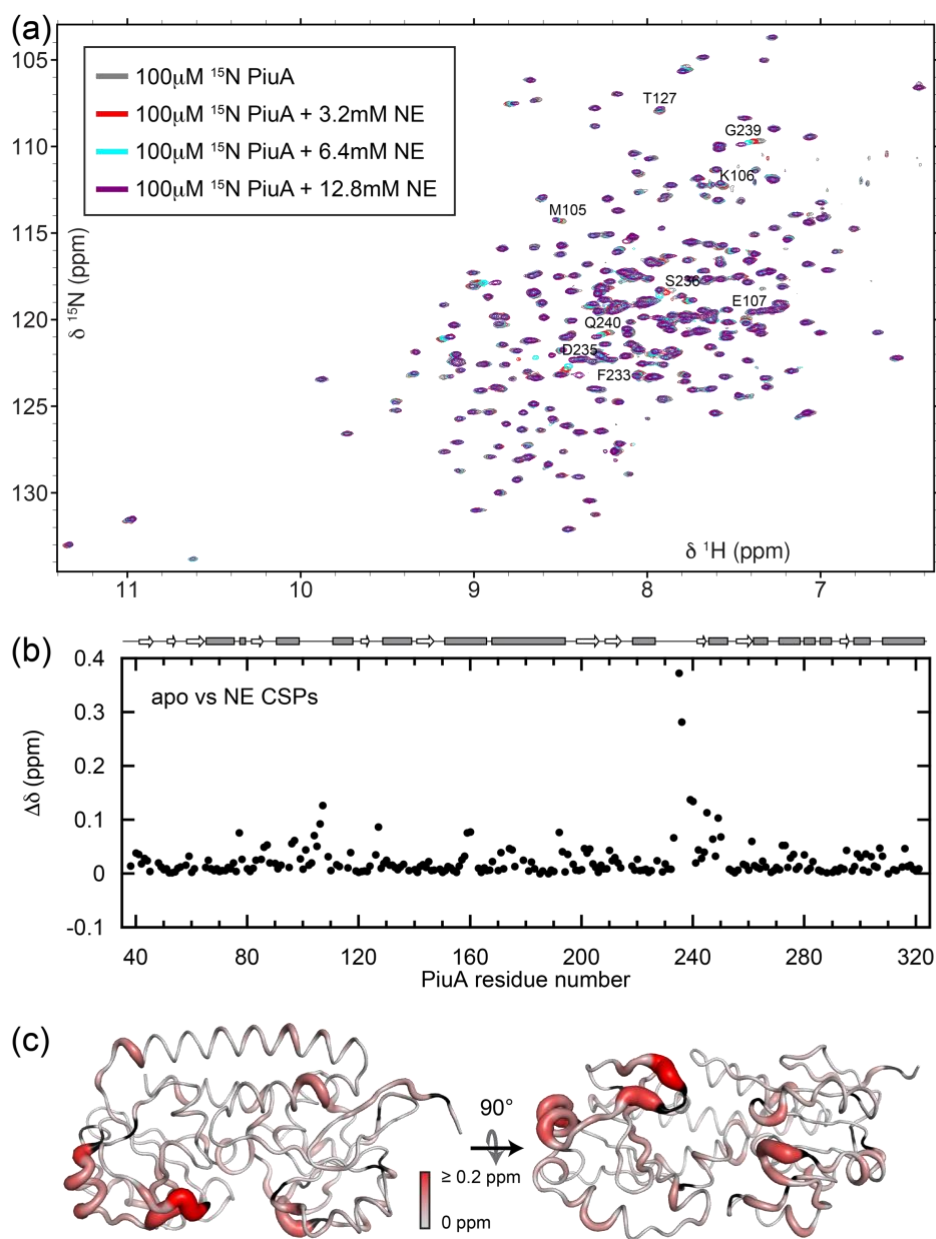 (a)
100μM ¹⁵N PiuA
100μM ¹⁵N PiuA + 3.2mM NE
100μM ¹⁵N PiuA + 6.4mM NE
100μM ¹⁵N PiuA + 12.8mM NE
105
110
115
120
125
130
δ ¹⁵N (ppm)
T127
G239
K106
M105
S236
E107
Q240
D235
F233
δ ¹H (ppm)
11 10 9 8 7
(b)
apo vs NE CSPs
0.4
0.3
0.2
0.1
0
-0.1
Δδ (ppm)
40 80 120 160 200 240 280 320
PiuA residue number
(c)
90°
≥ 0.2 ppm
0 ppm